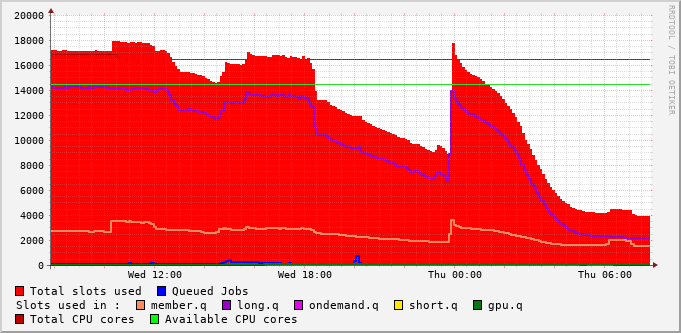 RRDTOOL / TOBI OETIKER
20000
18000
16000
14000
12000
10000
8000
6000
4000
2000
0
Wed 12:00 Wed 18:00 Thu 00:00 Thu 06:00
Total slots used Queued Jobs
Slots used in : member.q long.q ondemand.q short.q gpu.q
Total CPU cores Available CPU cores